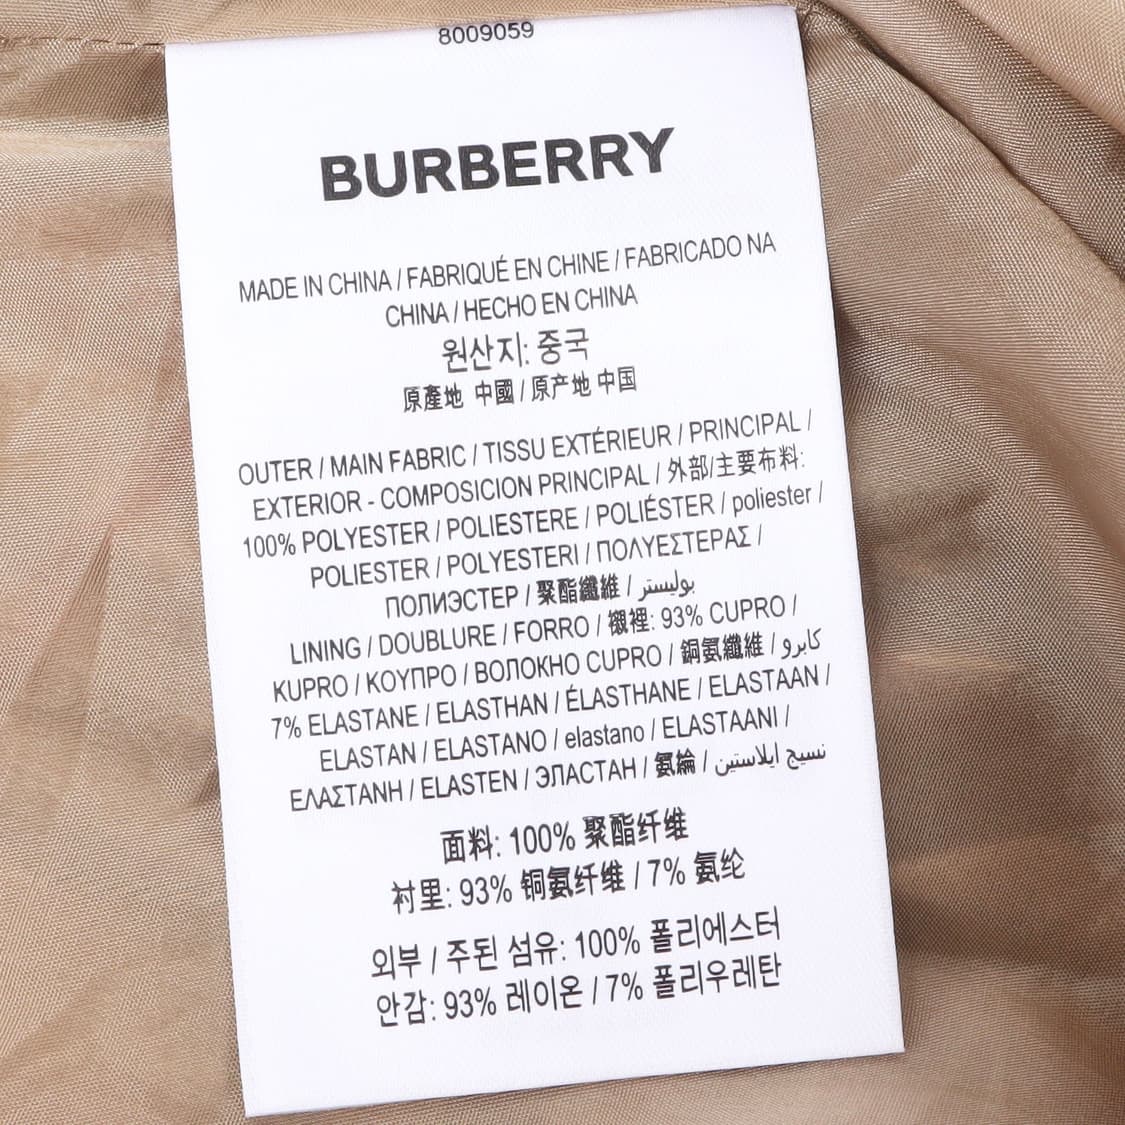 8009059
BURBERRY
MADE IN CHINA / FABRIQUÉ EN CHINE / FABRICADO NA
CHINA / HECHO EN CHINA
원산지: 중국
原產地 中國 / 原产地 中国
OUTER / MAIN FABRIC / TISSU EXTÉRIEUR / PRINCIPAL /
EXTERIOR - COMPOSICION PRINCIPAL / 外部/主要布料:
100% POLYESTER / POLIESTERE / POLIÉSTER / poliester /
POLIESTER / POLYESTERI / ΠΟΛΥΕΣΤΕΡΑΣ /
ПОЛИЭСТЕР / 聚酯纖維 / بوليستر
LINING / DOUBLURE / FORRO / 襯裡: 93% CUPRO /
KUPRO / ΚΟΥΠΡΟ / ВОЛОКНО CUPRO / 銅氨纖維 / كابرو
7% ELASTANE / ELASTHAN / ÉLASTHANE / ELASTAAN /
ELASTAN / ELASTANO / elastano / ELASTAANI /
ΕΛΑΣΤΑΝΗ / ELASTEN / ЭЛАСТАН / 氨綸 / نسيج ايلاستين
面料: 100% 聚酯纤维
衬里: 93% 铜氨纤维 / 7% 氨纶
외부 / 주된 섬유: 100% 폴리에스터
안감: 93% 레이온 / 7% 폴리우레탄